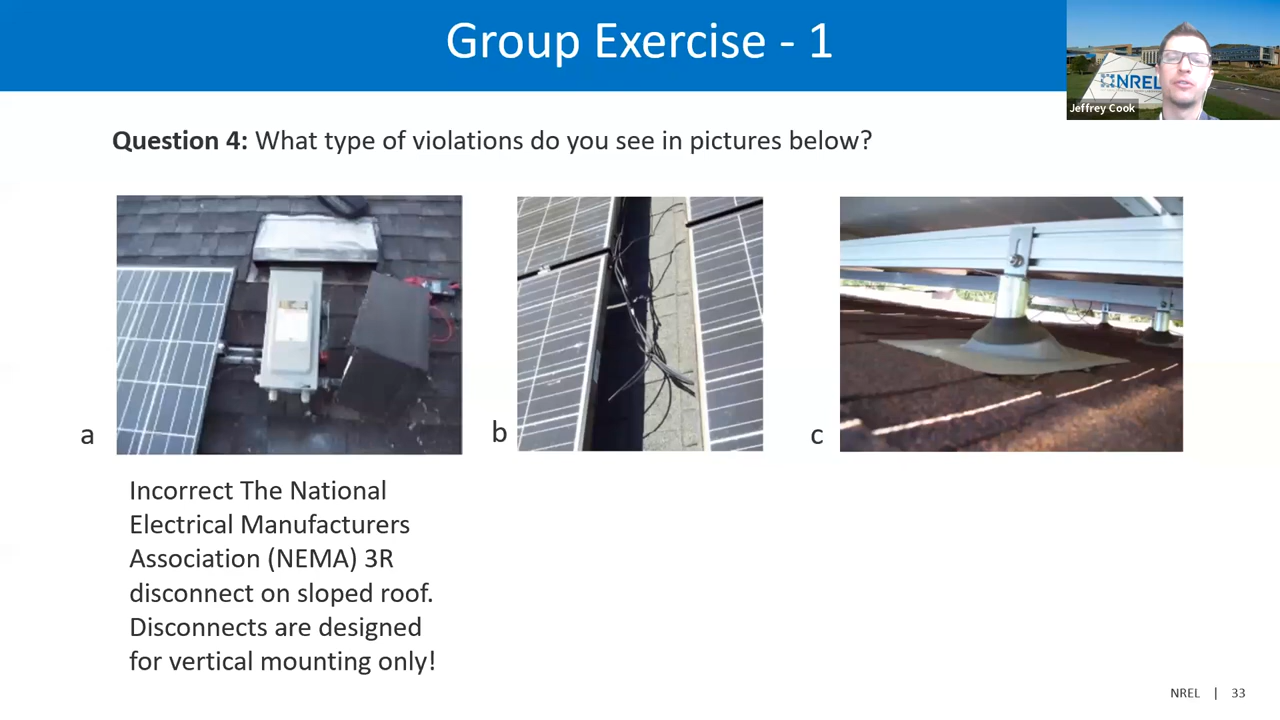 Group Exercise - 1
NREL
Jeffrey Cook
Question 4: What type of violations do you see in pictures below?
a
b
c
Incorrect The National
Electrical Manufacturers
Association (NEMA) 3R
disconnect on sloped roof.
Disconnects are designed
for vertical mounting only!
NREL | 33